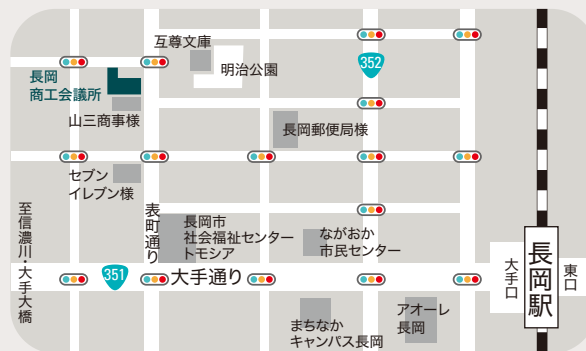 互尊文庫
明治公園
352
長岡
商工会議所
山三商事様
長岡郵便局様
セブン
イレブン様
至信濃川・大手大橋
表町通り
長岡市
社会福祉センター
トモシア
ながおか
市民センター
351
大手通り
大手口
長岡駅
東口
まちなか
キャンパス長岡
アオーレ
長岡